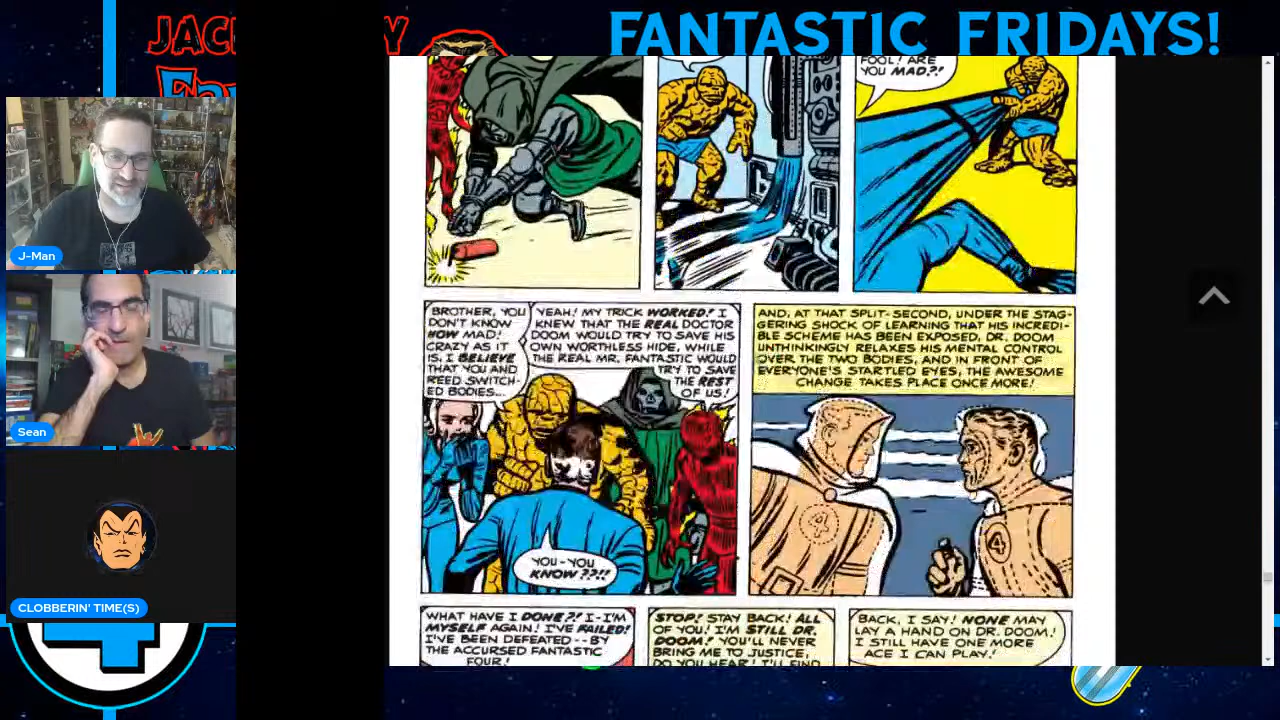 JAC
Y
FANTASTIC FRIDAYS!
J-Man
Sean
CLOBBERIN' TIME(S)
FOOL! ARE
YOU MAD?!
BROTHER, YOU
DON'T KNOW
HOW MAD!
CRAZY AS IT
IS, I BELIEVE
THAT YOU AND
REED SWITCH-
ED BODIES...
YEAH! MY TRICK WORKED! I
KNEW THAT THE REAL DOCTOR
DOOM WOULD TRY TO SAVE HIS
OWN WORTHLESS HIDE, WHILE
THE REAL MR. FANTASTIC WOULD
TRY TO SAVE
THE REST
OF US!
YOU-YOU
KNOW??!!
AND, AT THAT SPLIT-SECOND, UNDER THE STAG-
GERING SHOCK OF LEARNING THAT HIS INCREDI-
BLE SCHEME HAS BEEN EXPOSED, DR. DOOM
UNTHINKINGLY RELAXES HIS MENTAL CONTROL
OVER THE TWO BODIES, AND IN FRONT OF
EVERYONE'S STARTLED EYES, THE AWESOME
CHANGE TAKES PLACE ONCE MORE!
4
WHAT HAVE I DONE?! I-I'M
MYSELF AGAIN! I'VE FAILED!
I'VE BEEN DEFEATED -- BY
THE ACCURSED FANTASTIC
FOUR!
STOP! STAY BACK! ALL
OF YOU! I'M STILL DR.
DOOM! YOU'LL NEVER
BRING ME TO JUSTICE,
DO YOU HEAR! I'LL FIND
BACK, I SAY! NONE MAY
LAY A HAND ON DR. DOOM!
I STILL HAVE ONE MORE
ACE I CAN PLAY!